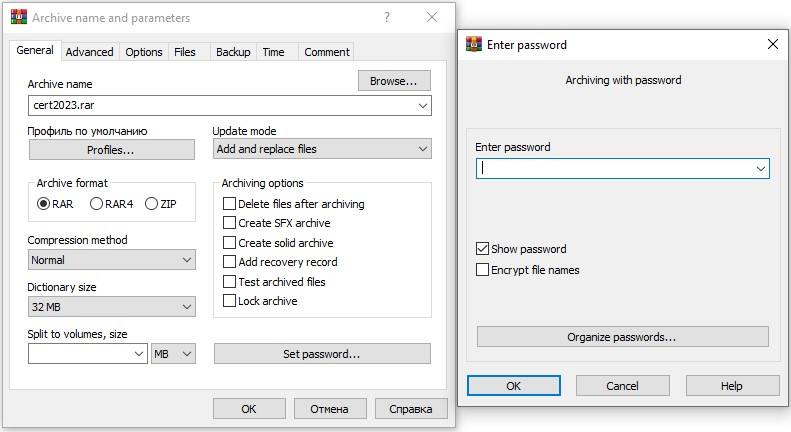 Archive name and parameters
General Advanced Options Files Backup Time Comment
Archive name
Browse...
cert2023.rar
Профиль по умолчанию
Profiles...
Update mode
Add and replace files
Archive format
RAR RAR4 ZIP
Compression method
Normal
Dictionary size
32 MB
Split to volumes, size
MB
Archiving options
Delete files after archiving
Create SFX archive
Create solid archive
Add recovery record
Test archived files
Lock archive
Set password...
OK Отмена Справка
Enter password
Archiving with password
Enter password
Show password
Encrypt file names
Organize passwords...
OK Cancel Help